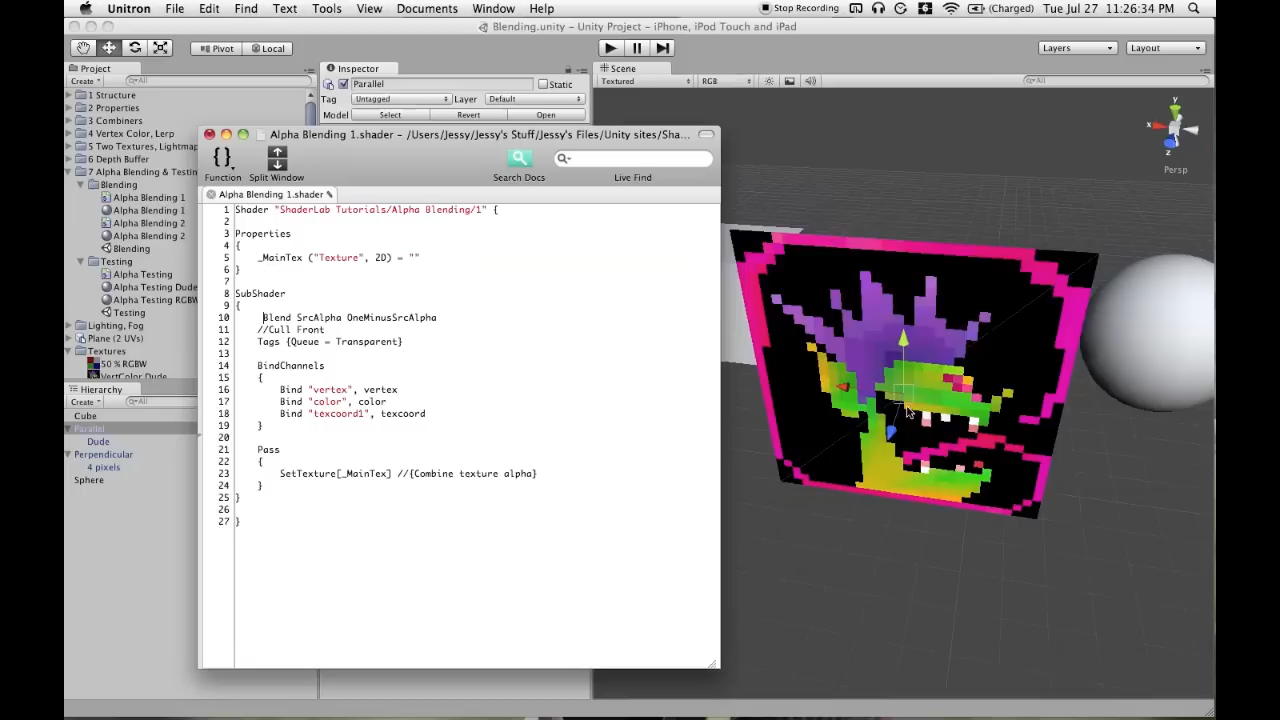 Unitron File Edit Find Text Tools View Documents Window Help Stop Recording 6 (Charged) Tue Jul 27 11:26:34 PM
Blending.unity - Unity Project - iPhone, iPod Touch and iPad
Pivot Local Layers Layout
Project Inspector Scene
Create All Parallel Static Textured RGB All
1 Structure Tag Untagged Layer Default
2 Properties Model Select Revert Open
3 Combiners
4 Vertex Color, Lerp
5 Two Textures, Lightmap
6 Depth Buffer
7 Alpha Blending & Testin
Blending
Alpha Blending 1
Alpha Blending 1
Alpha Blending 2
Alpha Blending 2
Blending
Testing
Alpha Testing
Alpha Testing Dude
Alpha Testing RGBW
Testing
Lighting, Fog
Plane (2 UVs)
Textures
50 % RGBW
VertColor Dude
Hierarchy
Create All
Cube
Parallel
Dude
Perpendicular
4 pixels
Sphere
Alpha Blending 1.shader - /Users/Jessy/Jessy's Stuff/Jessy's Files/Unity sites/Sha...
Function Split Window Search Docs Live Find
Alpha Blending 1.shader
1 Shader "ShaderLab Tutorials/Alpha Blending/1" {
2
3 Properties
4 {
5 _MainTex ("Texture", 2D) = ""
6 }
7
8 SubShader
9 {
10 Blend SrcAlpha OneMinusSrcAlpha
11 //Cull Front
12 Tags {Queue = Transparent}
13
14 BindChannels
15 {
16 Bind "vertex", vertex
17 Bind "color", color
18 Bind "texcoord1", texcoord
19 }
20
21 Pass
22 {
23 SetTexture[_MainTex] //{Combine texture alpha}
24 }
25 }
26
27 }
y
x
z
Persp